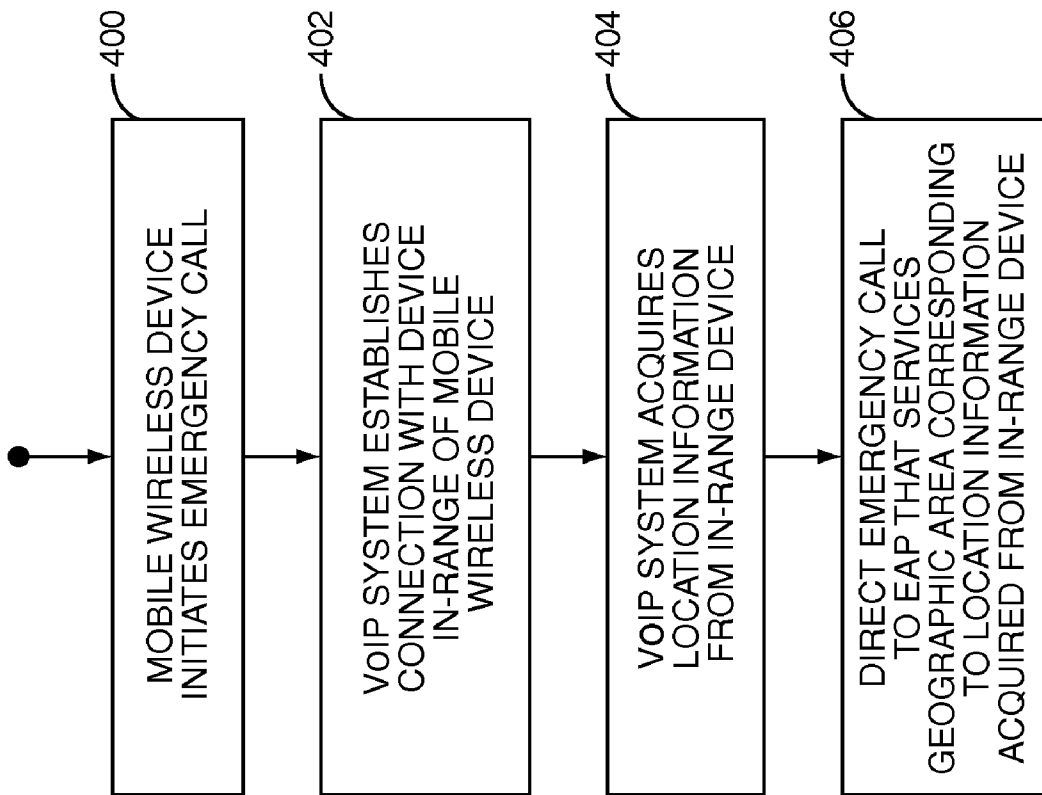 400
MOBILE WIRELESS DEVICE
INITIATES EMERGENCY CALL
402
VoIP SYSTEM ESTABLISHES
CONNECTION WITH DEVICE
IN-RANGE OF MOBILE
WIRELESS DEVICE
404
VoIP SYSTEM ACQUIRES
LOCATION INFORMATION
FROM IN-RANGE DEVICE
406
DIRECT EMERGENCY CALL
TO EAP THAT SERVICES
GEOGRAPHIC AREA CORRESPONDING
TO LOCATION INFORMATION
ACQUIRED FROM IN-RANGE DEVICE